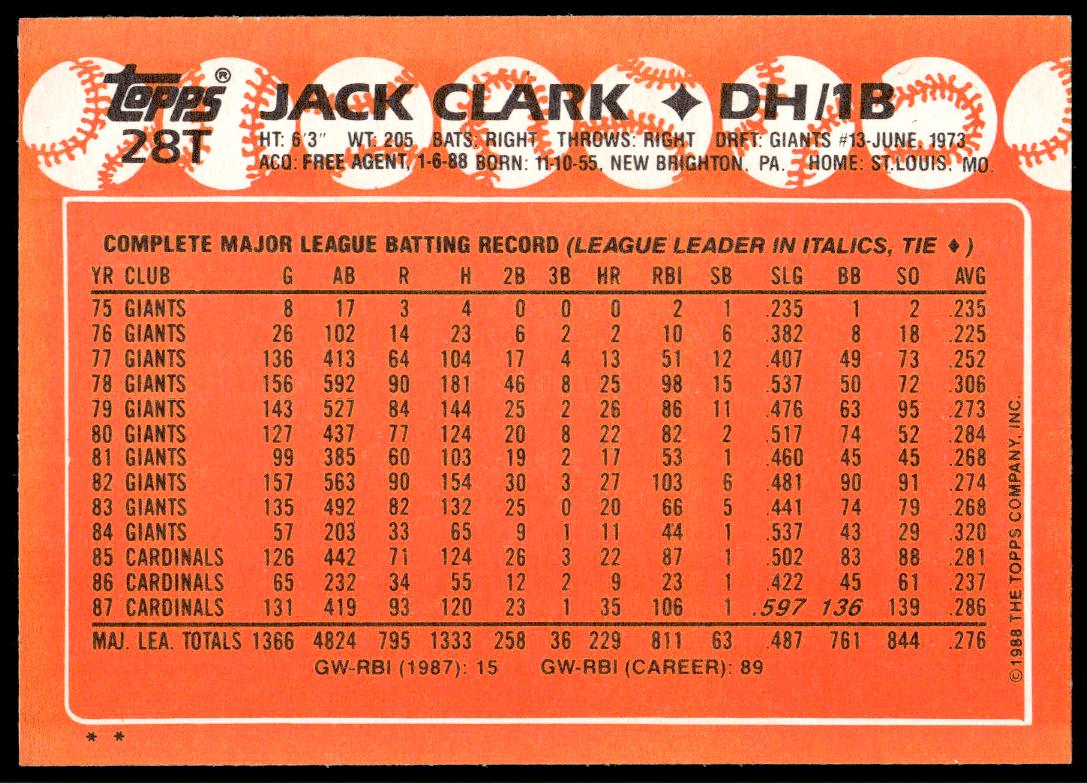 topps®
28T
JACK CLARK ♦ DH/1B
HT: 6'3" WT: 205 BATS: RIGHT THROWS: RIGHT DRFT: GIANTS #13-JUNE, 1973
ACQ: FREE AGENT, 1-6-88 BORN: 11-10-55, NEW BRIGHTON, PA. HOME: ST.LOUIS, MO.
COMPLETE MAJOR LEAGUE BATTING RECORD (LEAGUE LEADER IN ITALICS, TIE ♦)
YR CLUB G AB R H 2B 3B HR RBI SB SLG BB SO AVG
75 GIANTS 8 17 3 4 0 0 0 2 1 .235 1 2 .235
76 GIANTS 26 102 14 23 6 2 2 10 6 .382 8 18 .225
77 GIANTS 136 413 64 104 17 4 13 51 12 .407 49 73 .252
78 GIANTS 156 592 90 181 46 8 25 98 15 .537 50 72 .306
79 GIANTS 143 527 84 144 25 2 26 86 11 .476 63 95 .273
80 GIANTS 127 437 77 124 20 8 22 82 2 .517 74 52 .284
81 GIANTS 99 385 60 103 19 2 17 53 1 .460 45 45 .268
82 GIANTS 157 563 90 154 30 3 27 103 6 .481 90 91 .274
83 GIANTS 135 492 82 132 25 0 20 66 5 .441 74 79 .268
84 GIANTS 57 203 33 65 9 1 11 44 1 .537 43 29 .320
85 CARDINALS 126 442 71 124 26 3 22 87 1 .502 83 88 .281
86 CARDINALS 65 232 34 55 12 2 9 23 1 .422 45 61 .237
87 CARDINALS 131 419 93 120 23 1 35 106 1 .597 136 139 .286
MAJ. LEA. TOTALS 1366 4824 795 1333 258 36 229 811 63 .487 761 844 .276
GW-RBI (1987): 15 GW-RBI (CAREER): 89
©1988 THE TOPPS COMPANY, INC.
* *